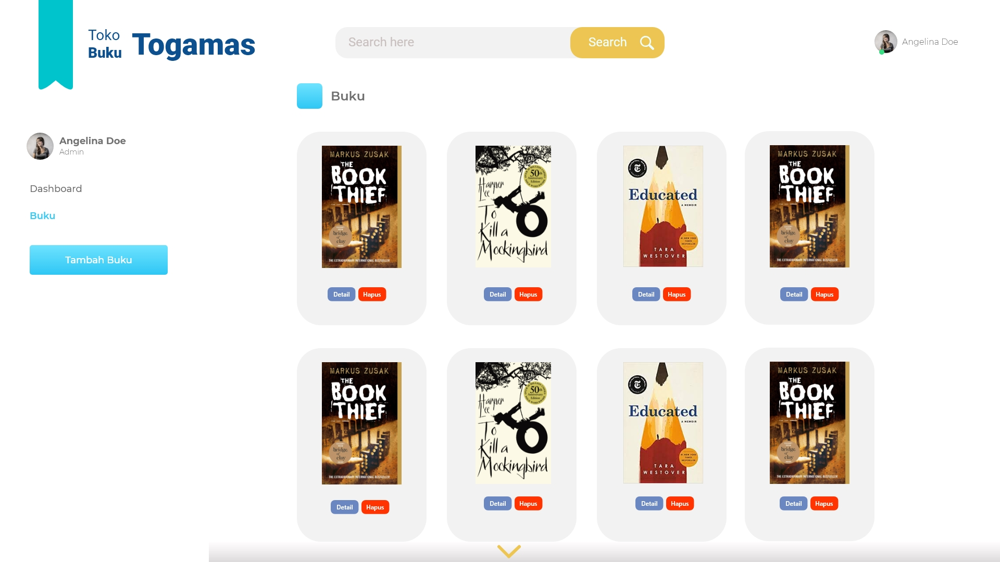 Toko
Buku
Togamas
Search here
Search
Angelina Doe
Buku
Angelina Doe
Admin
Dashboard
Buku
Tambah Buku
MARKUS ZUSAK
THE
BOOK
THIEF
bridge
of
clay
THE EXTRAORDINARY INTERNATIONAL BESTSELLER
Detail
Hapus
50th
Anniversary
Edition
Harper
Lee
To
Kill a
Mockingbird
Detail
Hapus
Educated
A MEMOIR
#1 NEW YORK
TIMES
BESTSELLER
TARA
WESTOVER
Detail
Hapus
MARKUS ZUSAK
THE
BOOK
THIEF
bridge
of
clay
THE EXTRAORDINARY INTERNATIONAL BESTSELLER
Detail
Hapus
MARKUS ZUSAK
THE
BOOK
THIEF
bridge
of
clay
THE EXTRAORDINARY INTERNATIONAL BESTSELLER
Detail
Hapus
50th
Anniversary
Edition
Harper
Lee
To
Kill a
Mockingbird
Detail
Hapus
Educated
A MEMOIR
#1 NEW YORK
TIMES
BESTSELLER
TARA
WESTOVER
Detail
Hapus
MARKUS ZUSAK
THE
BOOK
THIEF
bridge
of
clay
THE EXTRAORDINARY INTERNATIONAL BESTSELLER
Detail
Hapus